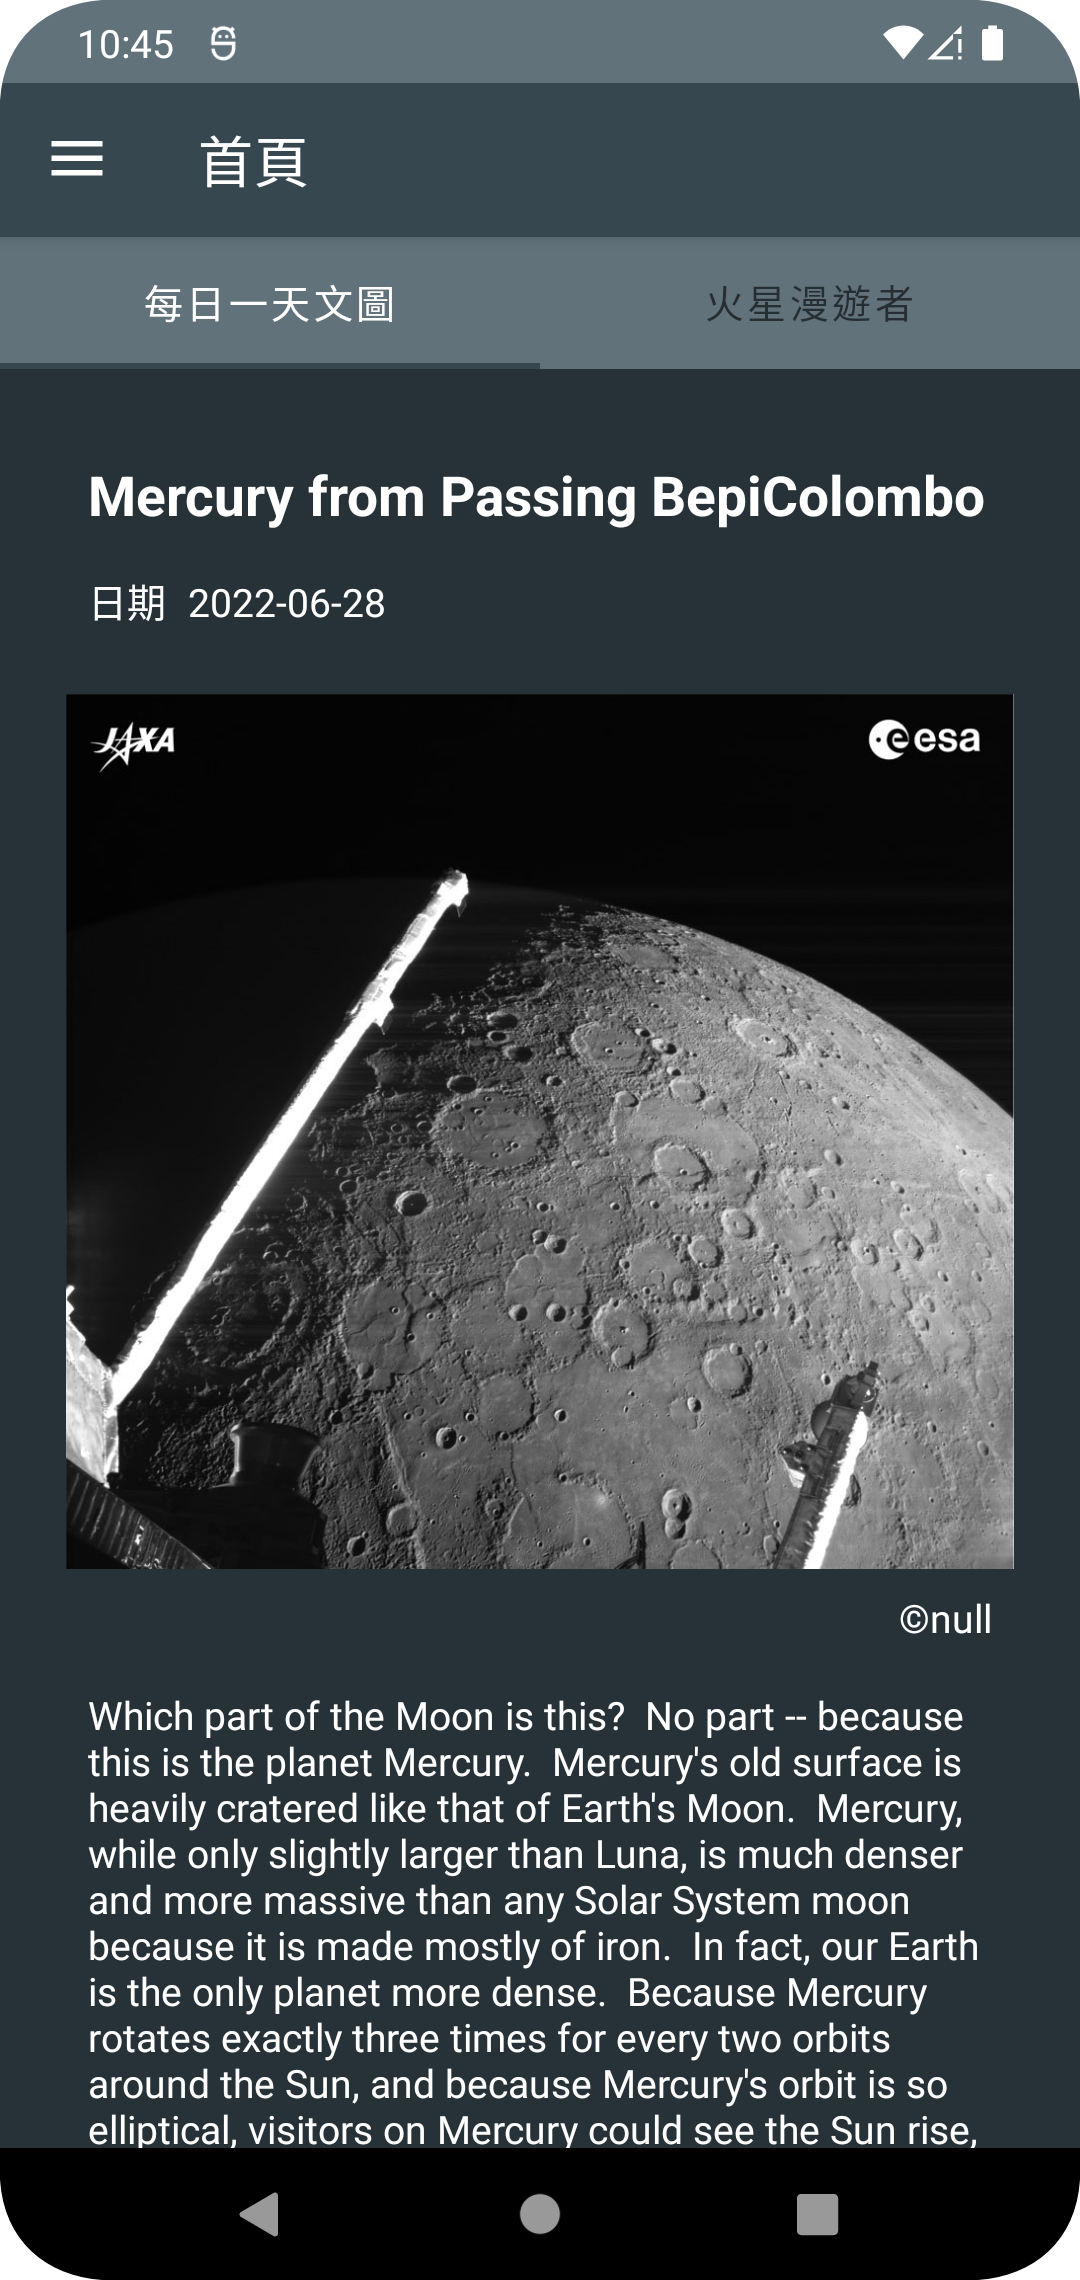 10:45
首頁
每日一天文圖
火星漫遊者
Mercury from Passing BepiColombo
日期 2022-06-28
JAXA
esa
©null
Which part of the Moon is this?  No part -- because
this is the planet Mercury.  Mercury's old surface is
heavily cratered like that of Earth's Moon.  Mercury,
while only slightly larger than Luna, is much denser
and more massive than any Solar System moon
because it is made mostly of iron.  In fact, our Earth
is the only planet more dense.  Because Mercury
rotates exactly three times for every two orbits
around the Sun, and because Mercury's orbit is so
elliptical, visitors on Mercury could see the Sun rise,